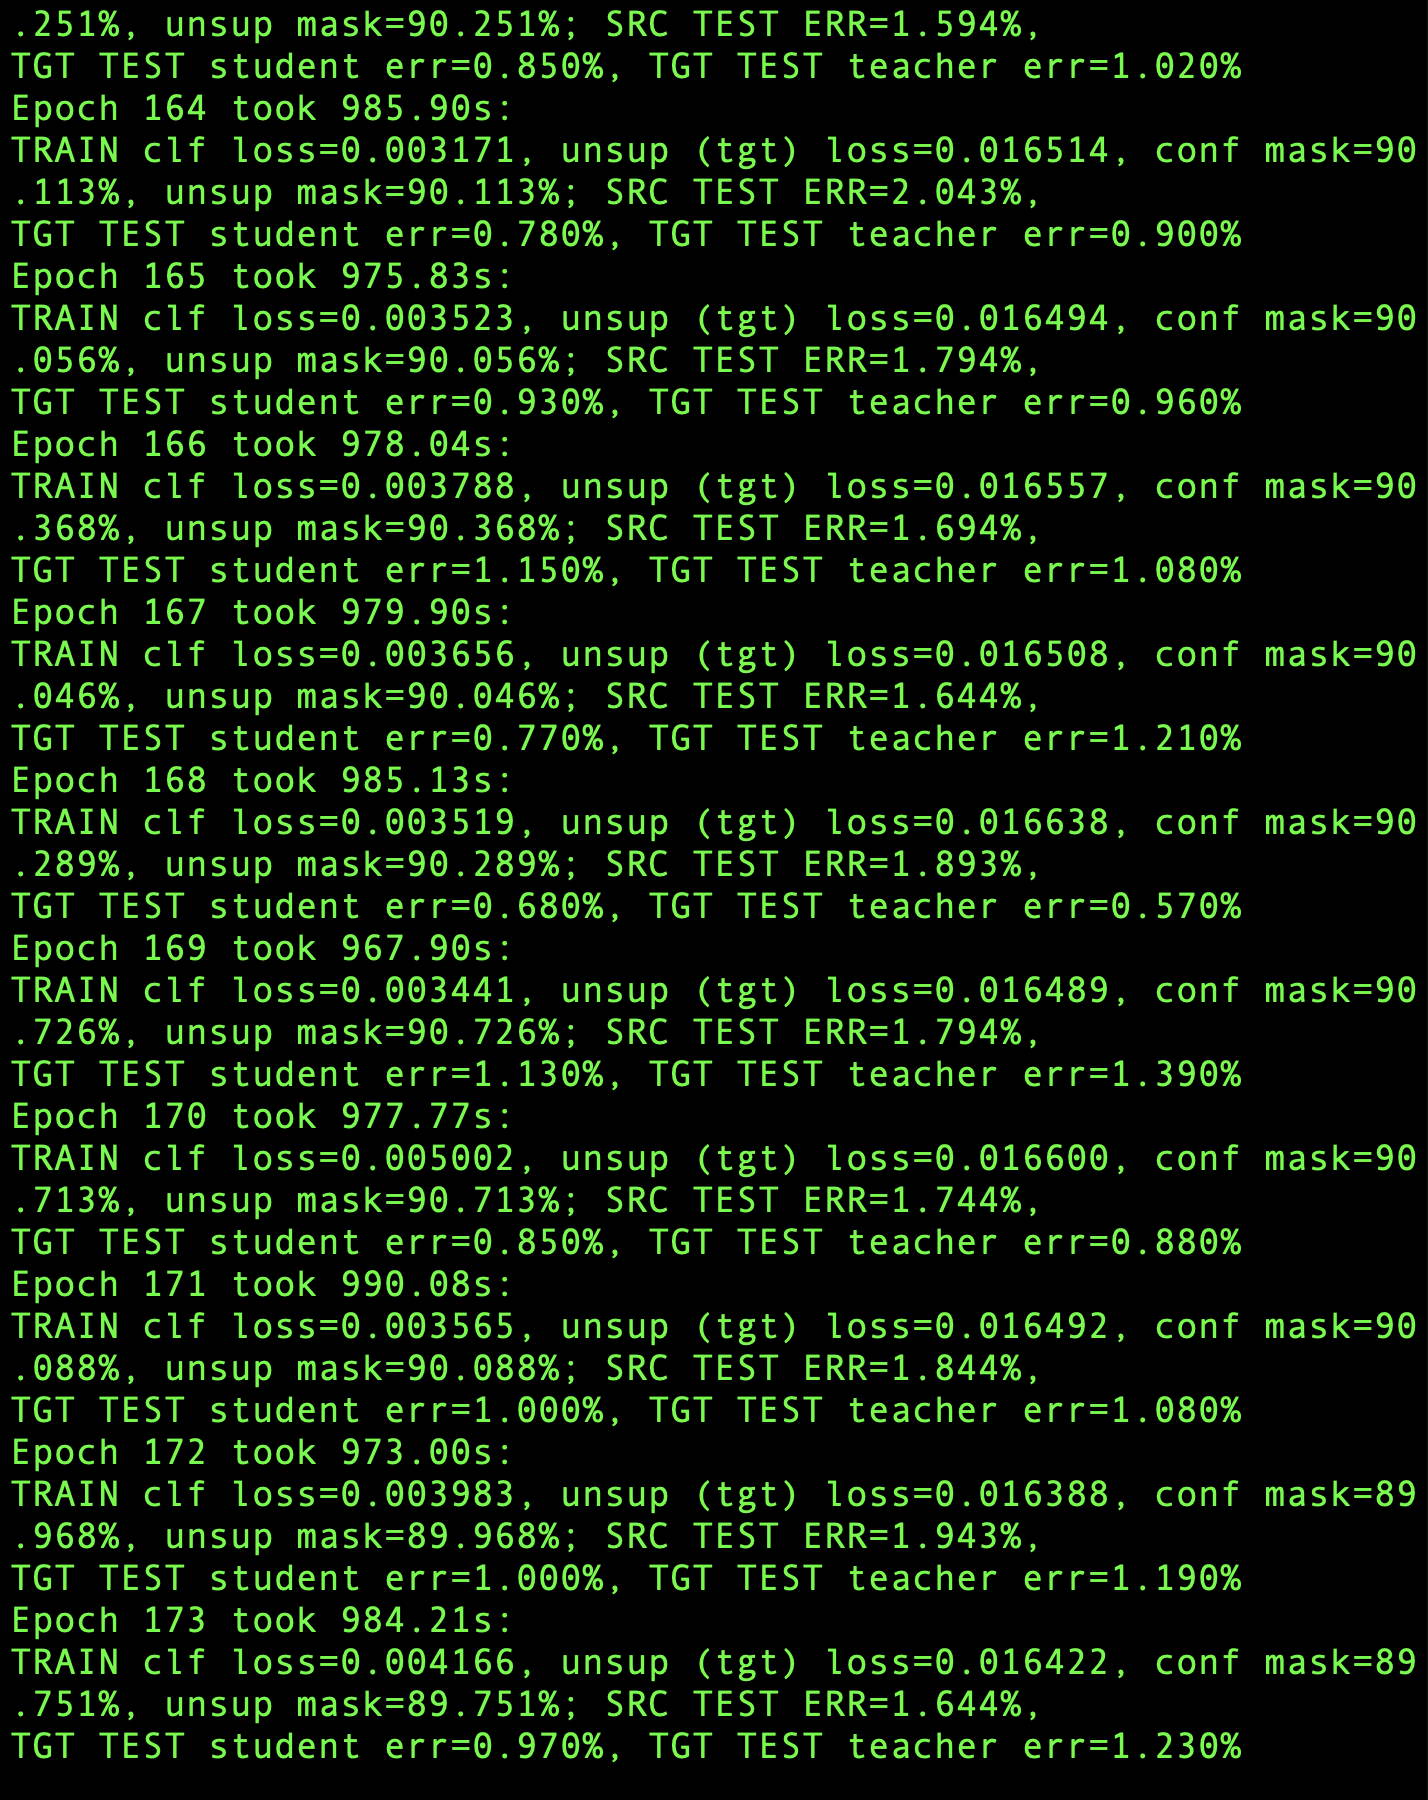 .251%, unsup mask=90.251%; SRC TEST ERR=1.594%,
TGT TEST student err=0.850%, TGT TEST teacher err=1.020%
Epoch 164 took 985.90s:
TRAIN clf loss=0.003171, unsup (tgt) loss=0.016514, conf mask=90
.113%, unsup mask=90.113%; SRC TEST ERR=2.043%,
TGT TEST student err=0.780%, TGT TEST teacher err=0.900%
Epoch 165 took 975.83s:
TRAIN clf loss=0.003523, unsup (tgt) loss=0.016494, conf mask=90
.056%, unsup mask=90.056%; SRC TEST ERR=1.794%,
TGT TEST student err=0.930%, TGT TEST teacher err=0.960%
Epoch 166 took 978.04s:
TRAIN clf loss=0.003788, unsup (tgt) loss=0.016557, conf mask=90
.368%, unsup mask=90.368%; SRC TEST ERR=1.694%,
TGT TEST student err=1.150%, TGT TEST teacher err=1.080%
Epoch 167 took 979.90s:
TRAIN clf loss=0.003656, unsup (tgt) loss=0.016508, conf mask=90
.046%, unsup mask=90.046%; SRC TEST ERR=1.644%,
TGT TEST student err=0.770%, TGT TEST teacher err=1.210%
Epoch 168 took 985.13s:
TRAIN clf loss=0.003519, unsup (tgt) loss=0.016638, conf mask=90
.289%, unsup mask=90.289%; SRC TEST ERR=1.893%,
TGT TEST student err=0.680%, TGT TEST teacher err=0.570%
Epoch 169 took 967.90s:
TRAIN clf loss=0.003441, unsup (tgt) loss=0.016489, conf mask=90
.726%, unsup mask=90.726%; SRC TEST ERR=1.794%,
TGT TEST student err=1.130%, TGT TEST teacher err=1.390%
Epoch 170 took 977.77s:
TRAIN clf loss=0.005002, unsup (tgt) loss=0.016600, conf mask=90
.713%, unsup mask=90.713%; SRC TEST ERR=1.744%,
TGT TEST student err=0.850%, TGT TEST teacher err=0.880%
Epoch 171 took 990.08s:
TRAIN clf loss=0.003565, unsup (tgt) loss=0.016492, conf mask=90
.088%, unsup mask=90.088%; SRC TEST ERR=1.844%,
TGT TEST student err=1.000%, TGT TEST teacher err=1.080%
Epoch 172 took 973.00s:
TRAIN clf loss=0.003983, unsup (tgt) loss=0.016388, conf mask=89
.968%, unsup mask=89.968%; SRC TEST ERR=1.943%,
TGT TEST student err=1.000%, TGT TEST teacher err=1.190%
Epoch 173 took 984.21s:
TRAIN clf loss=0.004166, unsup (tgt) loss=0.016422, conf mask=89
.751%, unsup mask=89.751%; SRC TEST ERR=1.644%,
TGT TEST student err=0.970%, TGT TEST teacher err=1.230%